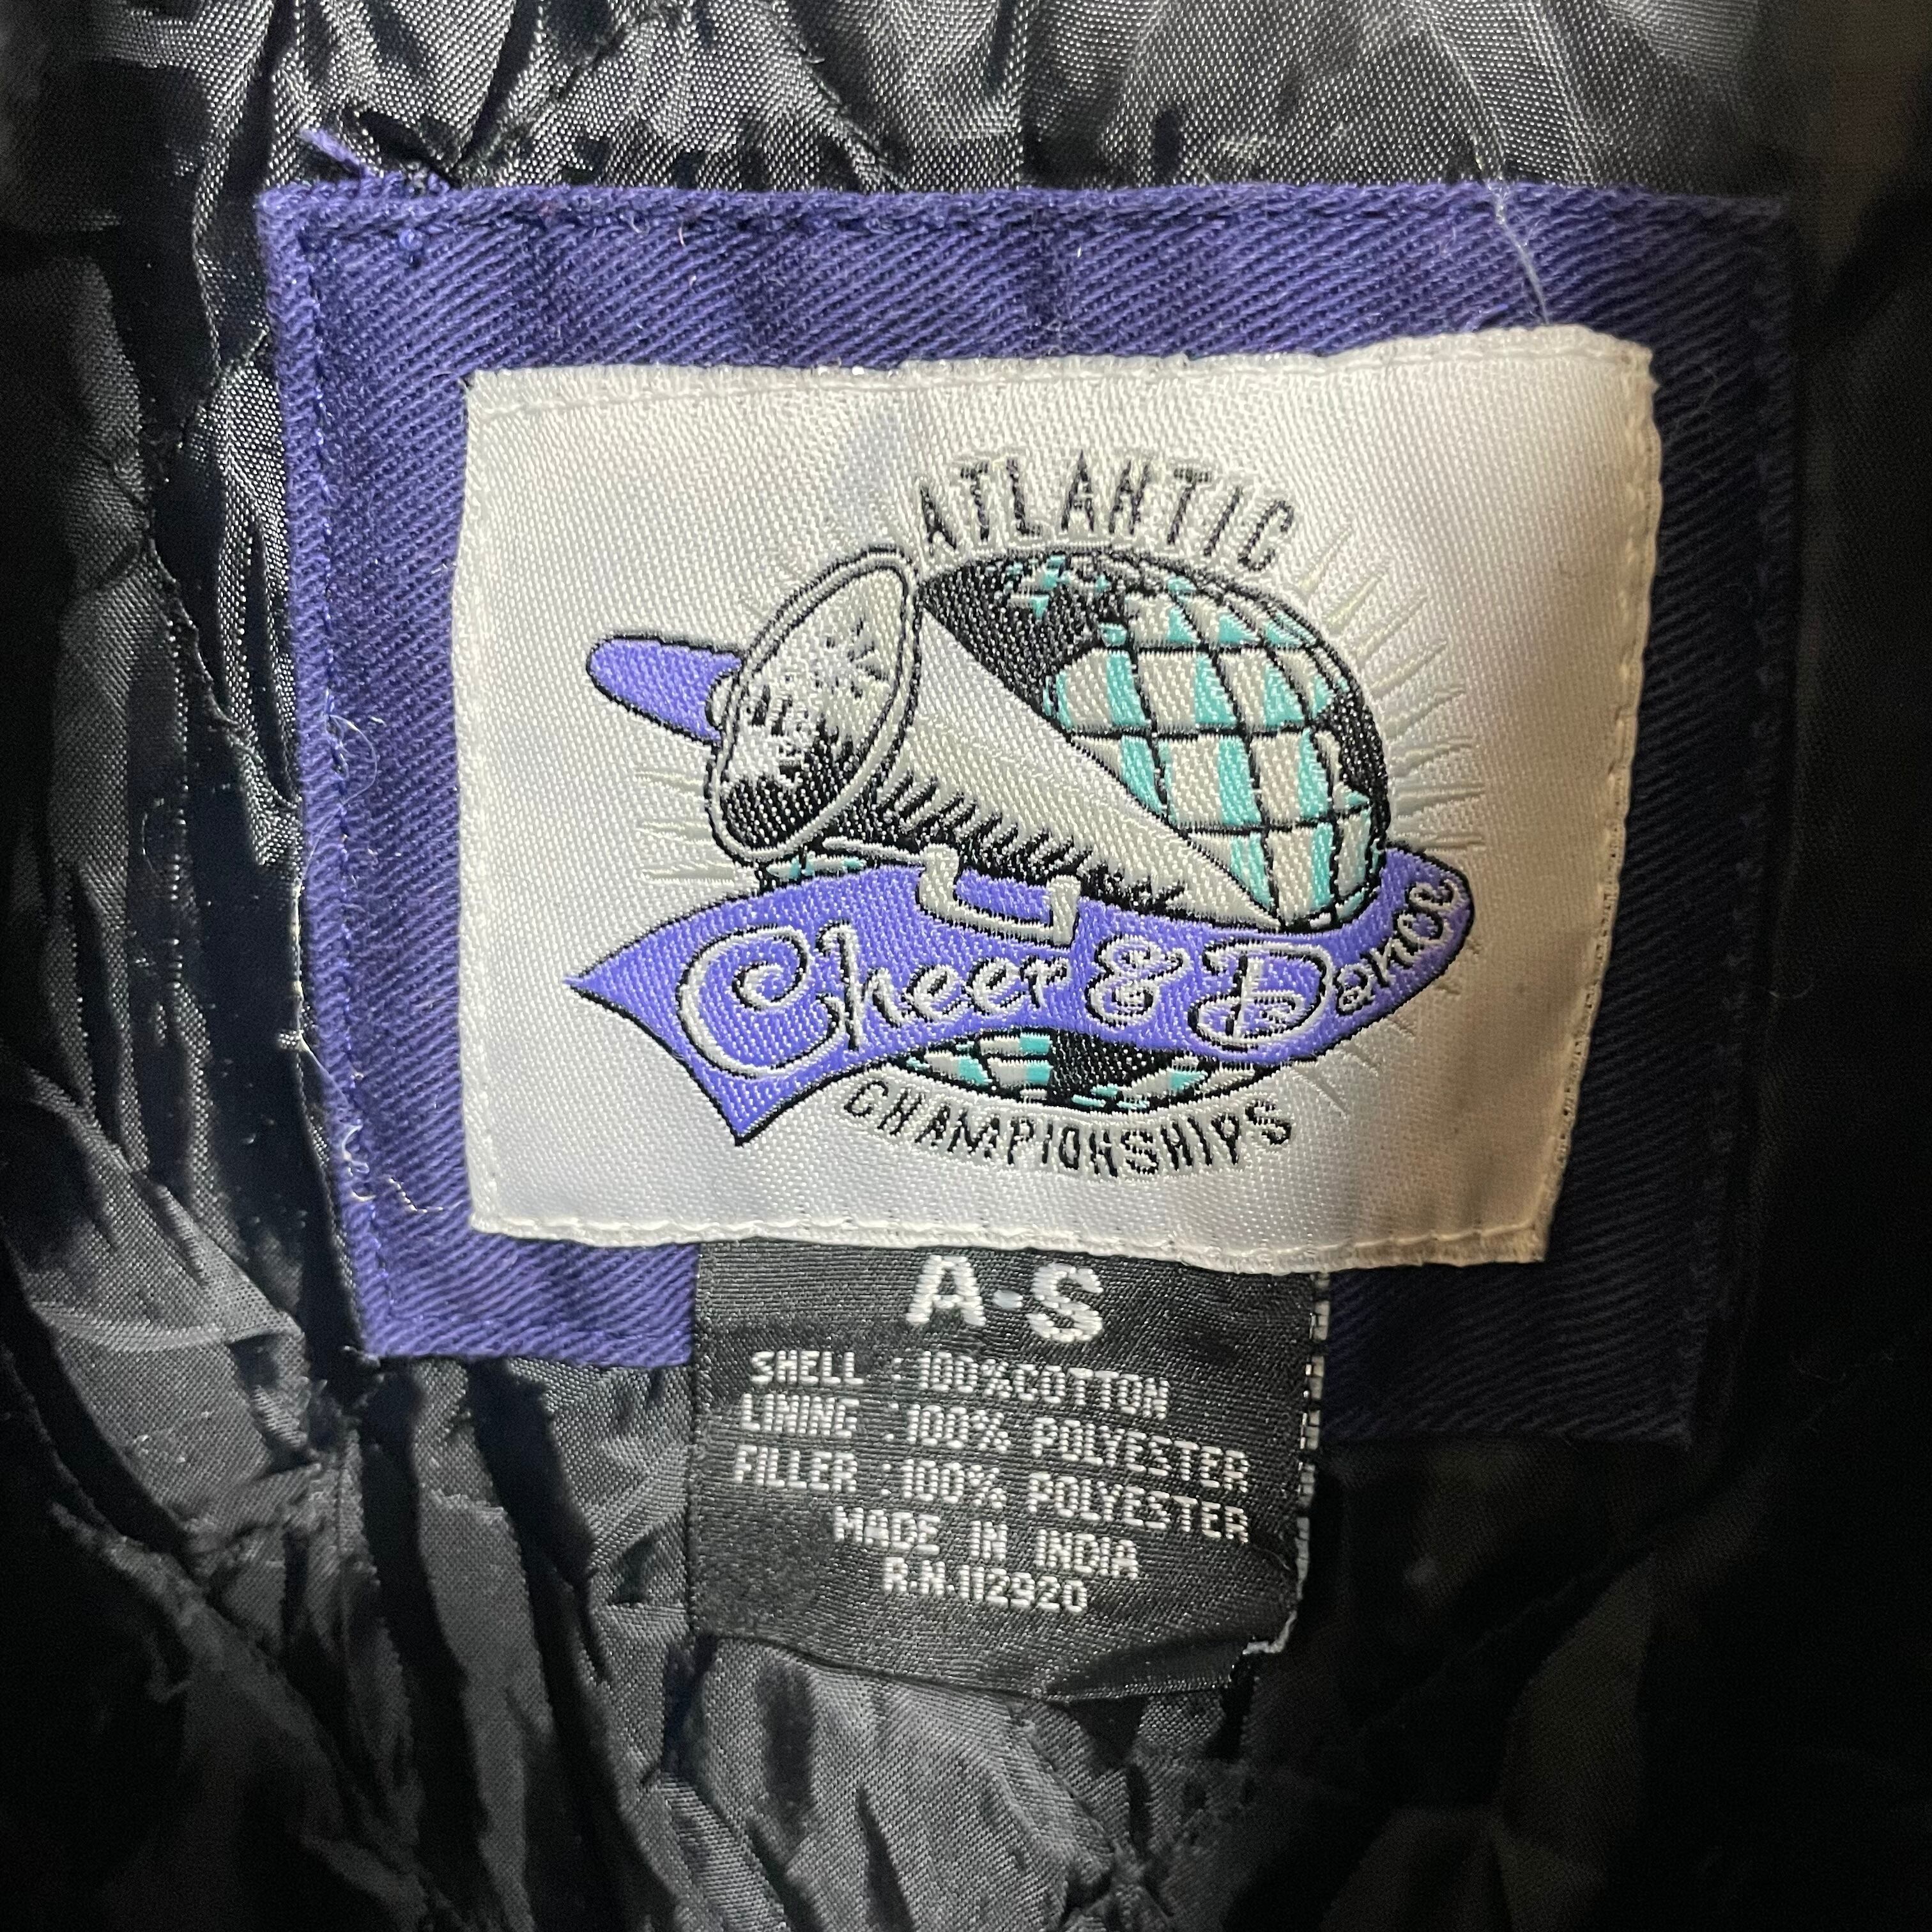 ATLANTIC
Cheer & Dance
CHAMPIONSHIPS
A-S
SHELL : 100%COTTON
LINING : 100% POLYESTER
FILLER : 100% POLYESTER
MADE IN INDIA
R.N.112920